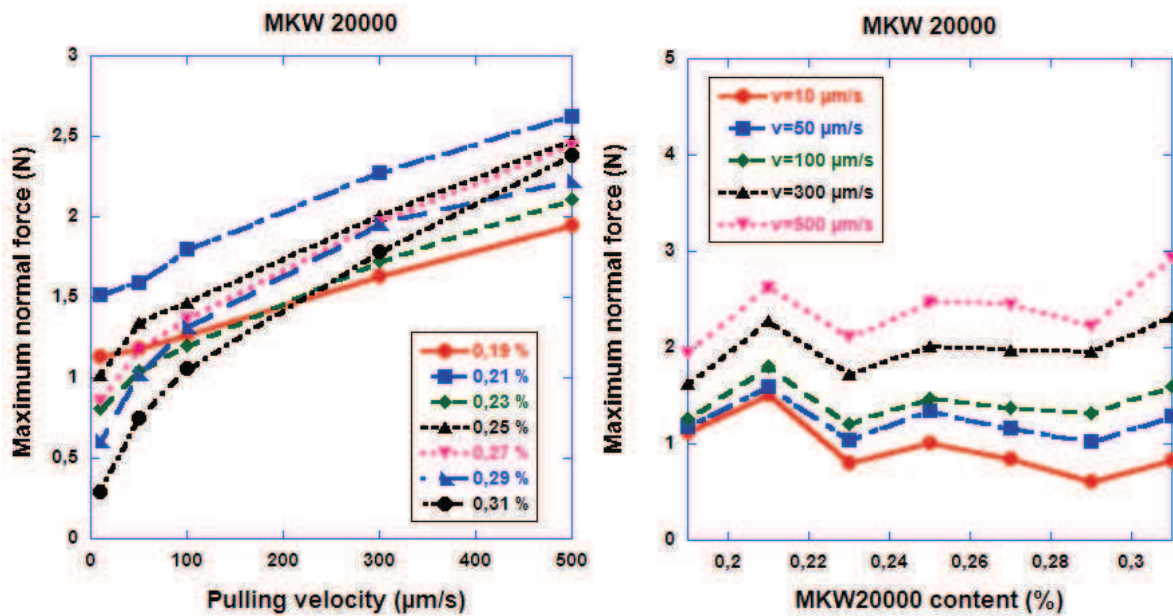 MKW 20000
Maximum normal force (N)
3
2,5
2
1,5
1
0,5
0
0,19 %
0,21 %
0,23 %
0,25 %
0,27 %
0,29 %
0,31 %
0 100 200 300 400 500
Pulling velocity (µm/s)
MKW 20000
Maximum normal force (N)
5
4
3
2
1
0
v=10 µm/s
v=50 µm/s
v=100 µm/s
v=300 µm/s
v=500 µm/s
0,2 0,22 0,24 0,26 0,28 0,3
MKW20000 content (%)